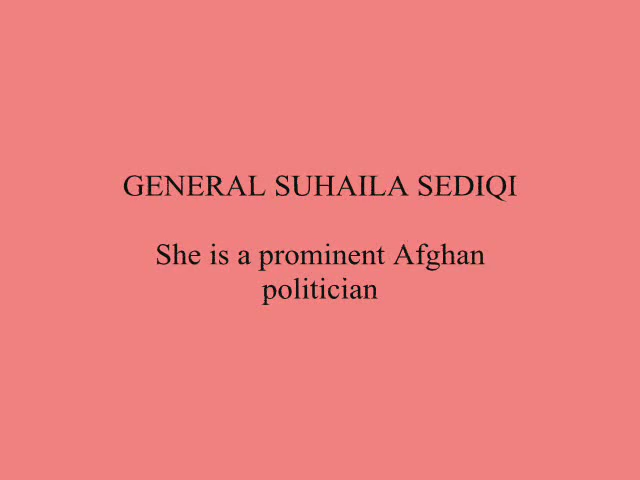 GENERAL SUHAILA SEDIQI
She is a prominent Afghan
politician